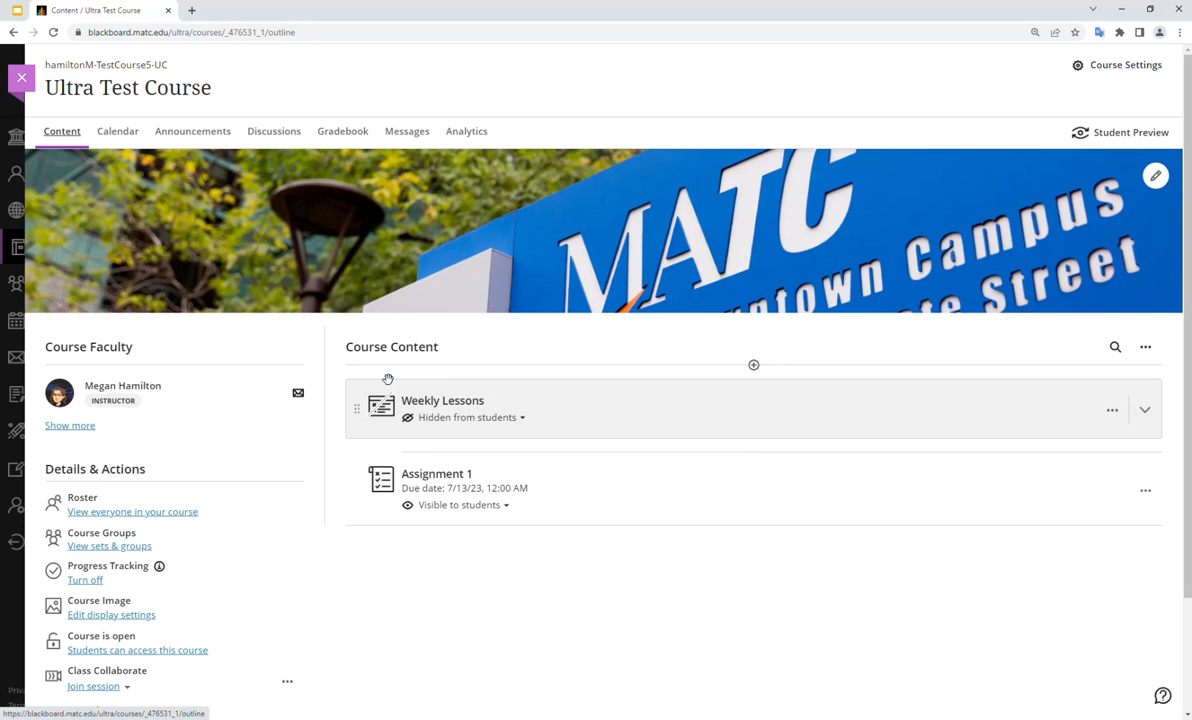 Content / Ultra Test Course
blackboard.matc.edu/ultra/courses/_476531_1/outline
hamiltonM-TestCourse5-UC
Ultra Test Course
Course Settings
Content
Calendar
Announcements
Discussions
Gradebook
Messages
Analytics
Student Preview
MATC
ntown Campus
ate Street
Course Faculty
Megan Hamilton
INSTRUCTOR
Show more
Details & Actions
Roster
View everyone in your course
Course Groups
View sets & groups
Progress Tracking
Turn off
Course Image
Edit display settings
Course is open
Students can access this course
Class Collaborate
Join session
Course Content
Weekly Lessons
Hidden from students
Assignment 1
Due date: 7/13/23, 12:00 AM
Visible to students
https://blackboard.matc.edu/ultra/courses/_476531_1/outline